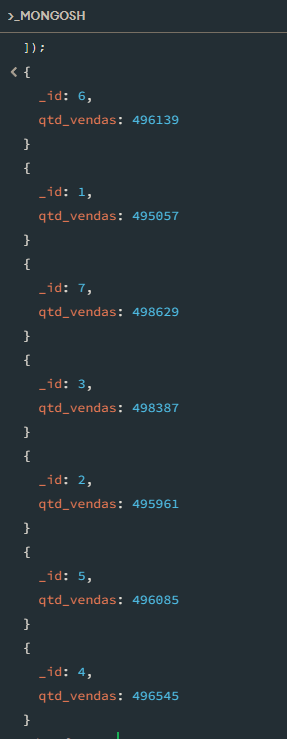 >_MONGOSH
]);
< {
_id: 6,
qtd_vendas: 496139
}
{
_id: 1,
qtd_vendas: 495057
}
{
_id: 7,
qtd_vendas: 498629
}
{
_id: 3,
qtd_vendas: 498387
}
{
_id: 2,
qtd_vendas: 495961
}
{
_id: 5,
qtd_vendas: 496085
}
{
_id: 4,
qtd_vendas: 496545
}